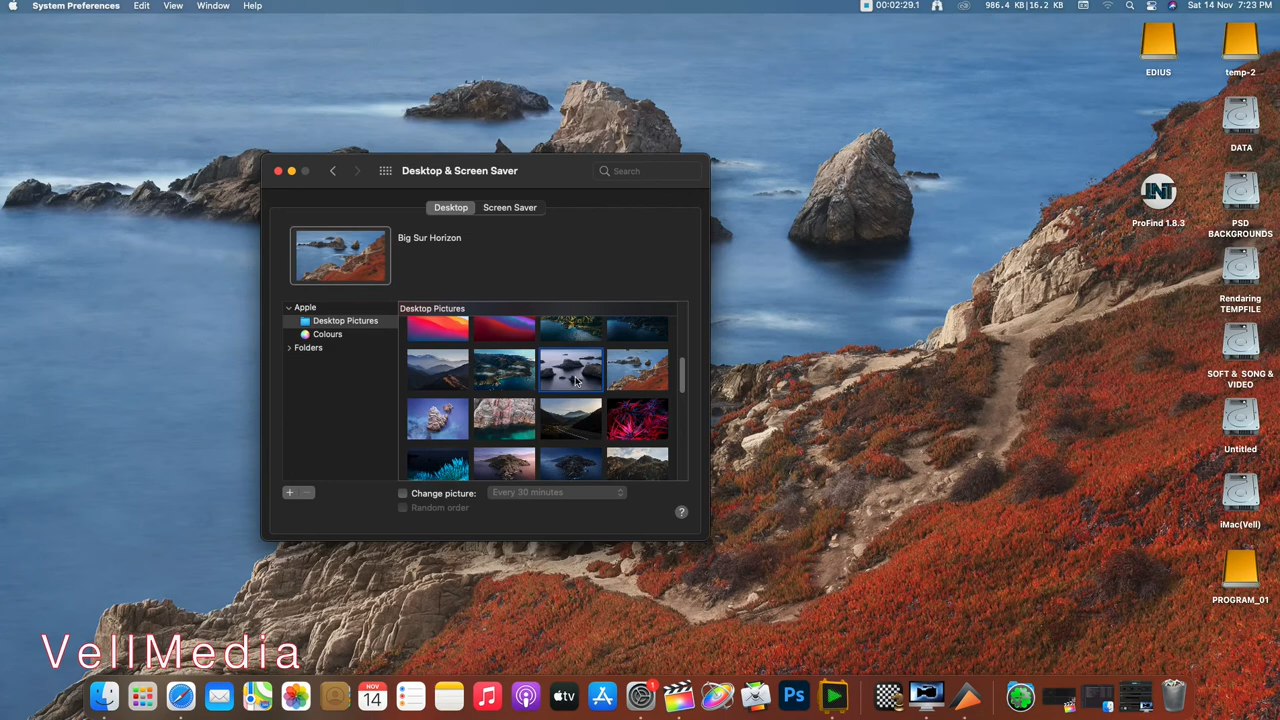 System Preferences Edit View Window Help
00:02:29.1 986.4 KB|16.2 KB Sat 14 Nov 7:23 PM
EDIUS
temp-2
DATA
ProFind 1.8.3
PSD BACKGROUNDS
Rendaring TEMPFILE
SOFT & SONG & VIDEO
Untitled
iMac(Vell)
PROGRAM_01
Desktop & Screen Saver
Search
Desktop Screen Saver
Big Sur Horizon
Apple
Desktop Pictures
Colours
Folders
Desktop Pictures
Change picture: Every 30 minutes
Random order
?
VellMedia
NOV
14
tv
1
Ps